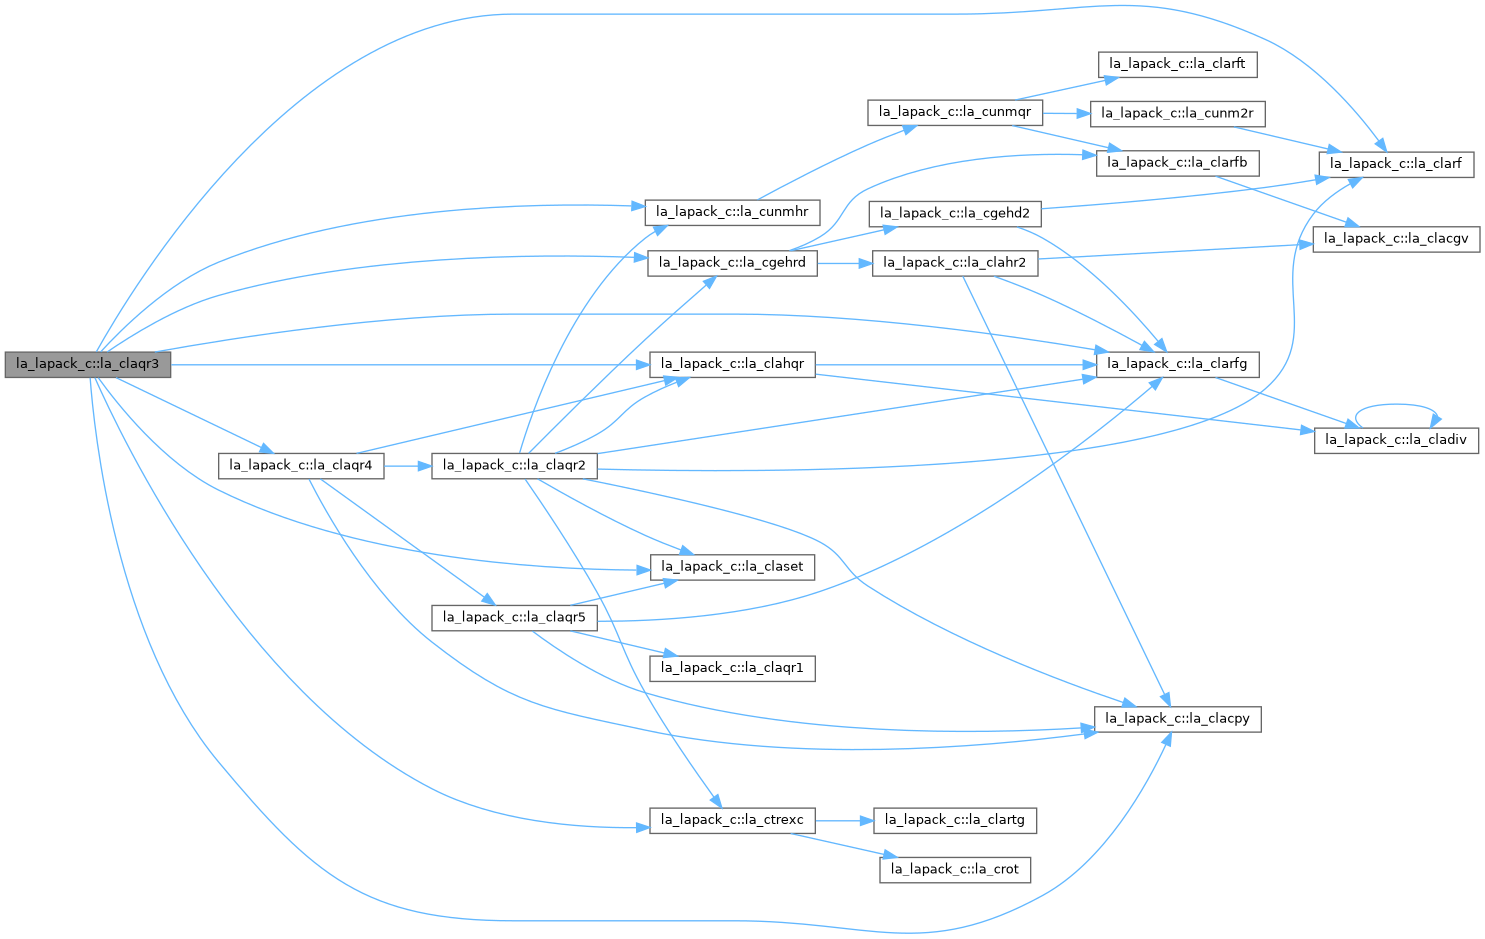 la_lapack_c::la_clarft
la_lapack_c::la_cunmqr
la_lapack_c::la_cunm2r
la_lapack_c::la_clarfb
la_lapack_c::la_clarf
la_lapack_c::la_cunmhr
la_lapack_c::la_cgehd2
la_lapack_c::la_clacgv
la_lapack_c::la_cgehrd
la_lapack_c::la_clahr2
la_lapack_c::la_claqr3
la_lapack_c::la_clahqr
la_lapack_c::la_clarfg
la_lapack_c::la_cladiv
la_lapack_c::la_claqr4
la_lapack_c::la_claqr2
la_lapack_c::la_claset
la_lapack_c::la_claqr5
la_lapack_c::la_claqr1
la_lapack_c::la_clacpy
la_lapack_c::la_ctrexc
la_lapack_c::la_clartg
la_lapack_c::la_crot